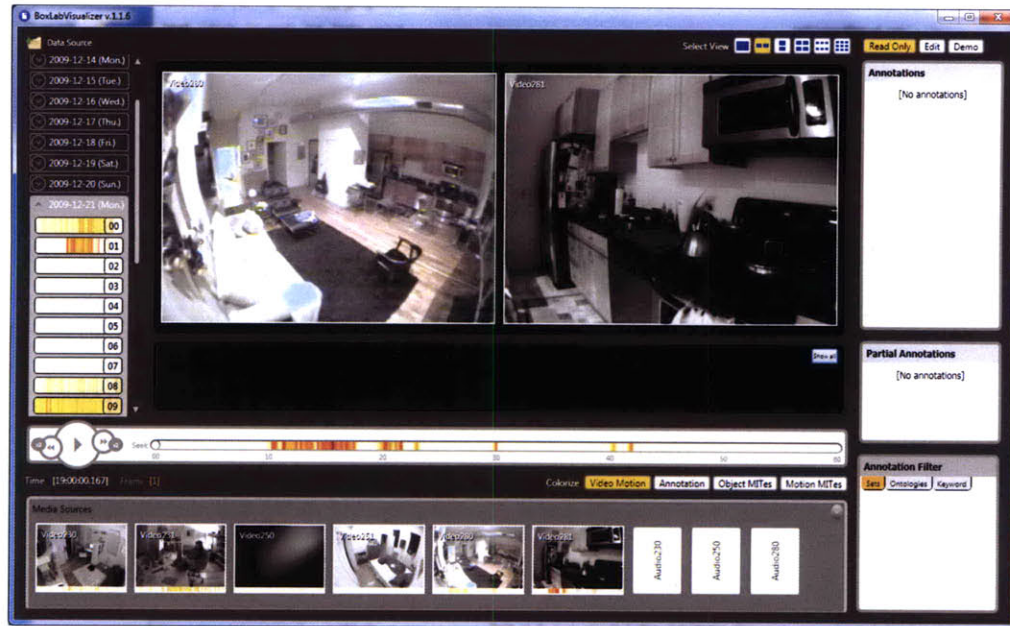 BoxLabVisualizer v.1.1.6
Data Source
Select View
Read Only
Edit
Demo
2009-12-14 (Mon.)
2009-12-15 (Tue.)
2009-12-16 (Wed.)
2009-12-17 (Thu.)
2009-12-18 (Fri.)
2009-12-19 (Sat.)
2009-12-20 (Sun.)
2009-12-21 (Mon.)
00
01
02
03
04
05
06
07
08
09
Video280
Video281
Show all
Annotations
[No annotations]
Partial Annotations
[No annotations]
Seek
00 10 20 30 40 50 60
Time [19:00:00.167] Frame [1]
Colorize Video Motion Annotation Object MITes Motion MITes
Annotation Filter
Sets Ontologies Keyword
Media Sources
Video230
Video231
Video250
Video251
Video280
Video281
Audio230
Audio250
Audio280